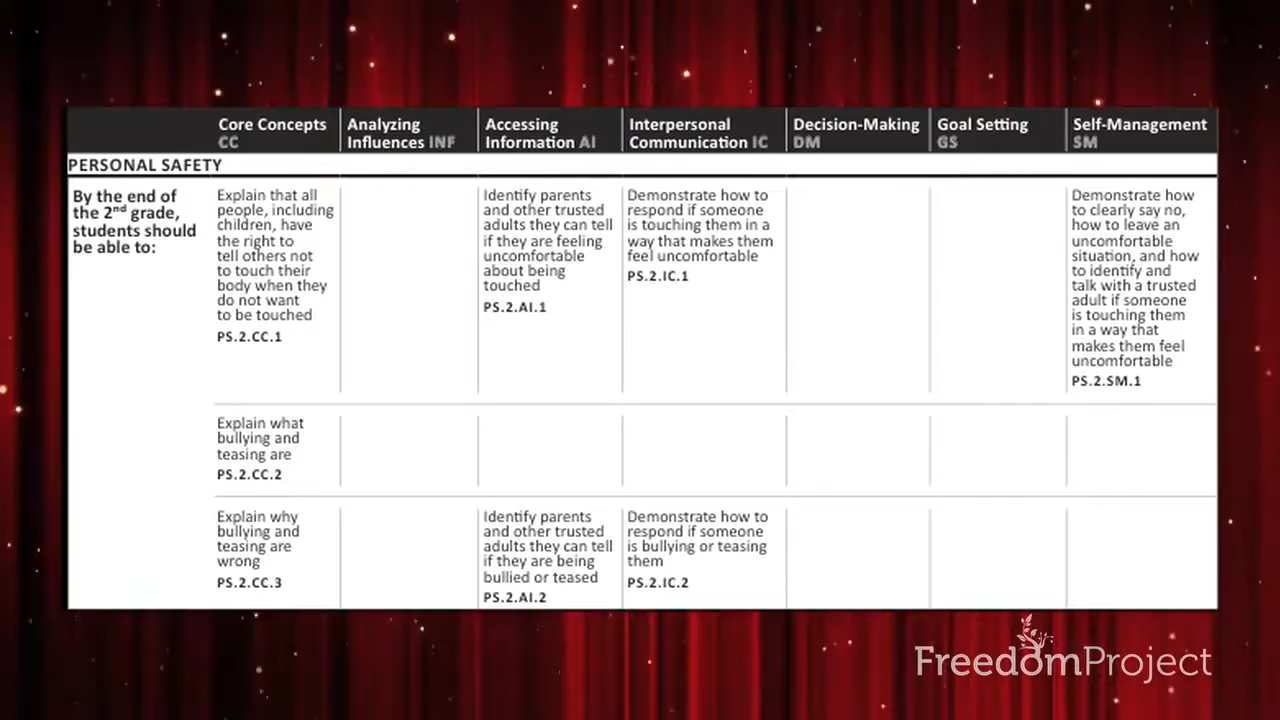 Core Concepts
CC
Analyzing
Influences INF
Accessing
Information AI
Interpersonal
Communication IC
Decision-Making
DM
Goal Setting
GS
Self-Management
SM
PERSONAL SAFETY
By the end of
the 2nd grade,
students should
be able to:
Explain that all
people, including
children, have
the right to
tell others not
to touch their
body when they
do not want
to be touched
PS.2.CC.1
Identify parents
and other trusted
adults they can tell
if they are feeling
uncomfortable
about being
touched
PS.2.AI.1
Demonstrate how to
respond if someone
is touching them in a
way that makes them
feel uncomfortable
PS.2.IC.1
Demonstrate how
to clearly say no,
how to leave an
uncomfortable
situation, and how
to identify and
talk with a trusted
adult if someone
is touching them
in a way that
makes them feel
uncomfortable
PS.2.SM.1
Explain what
bullying and
teasing are
PS.2.CC.2
Explain why
bullying and
teasing are
wrong
PS.2.CC.3
Identify parents
and other trusted
adults they can tell
if they are being
bullied or teased
PS.2.AI.2
Demonstrate how to
respond if someone
is bullying or teasing
them
PS.2.IC.2
FreedomProject